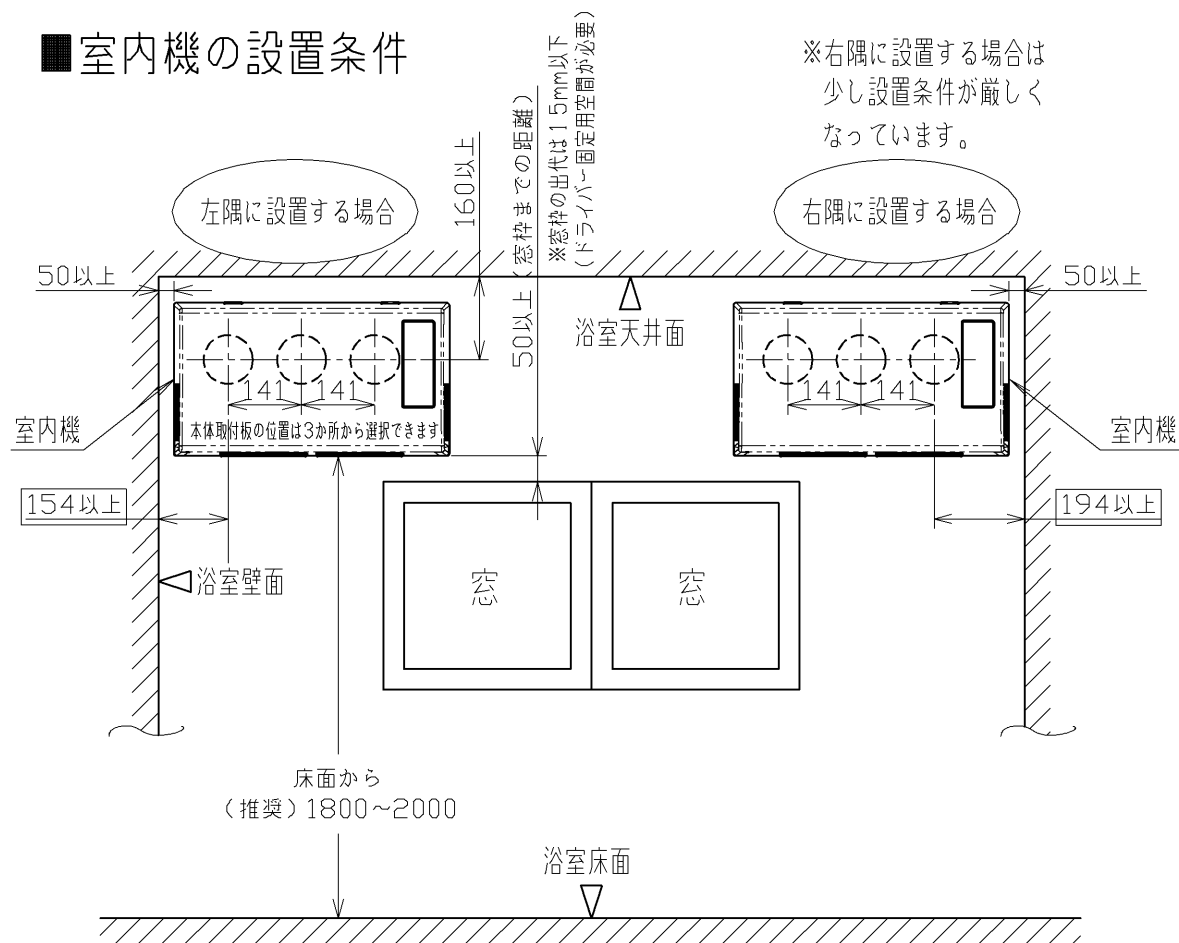 ■室内機の設置条件
※右隅に設置する場合は
少し設置条件が厳しく
なっています。
左隅に設置する場合
右隅に設置する場合
160以上
50以上(窓枠までの距離)
※窓枠の出代は15mm以下
(ドライバー固定用空間が必要)
50以上
50以上
浴室天井面
141
141
141
141
本体取付板の位置は3か所から選択できます
室内機
室内機
154以上
194以上
浴室壁面
窓
窓
床面から
(推奨)1800~2000
浴室床面